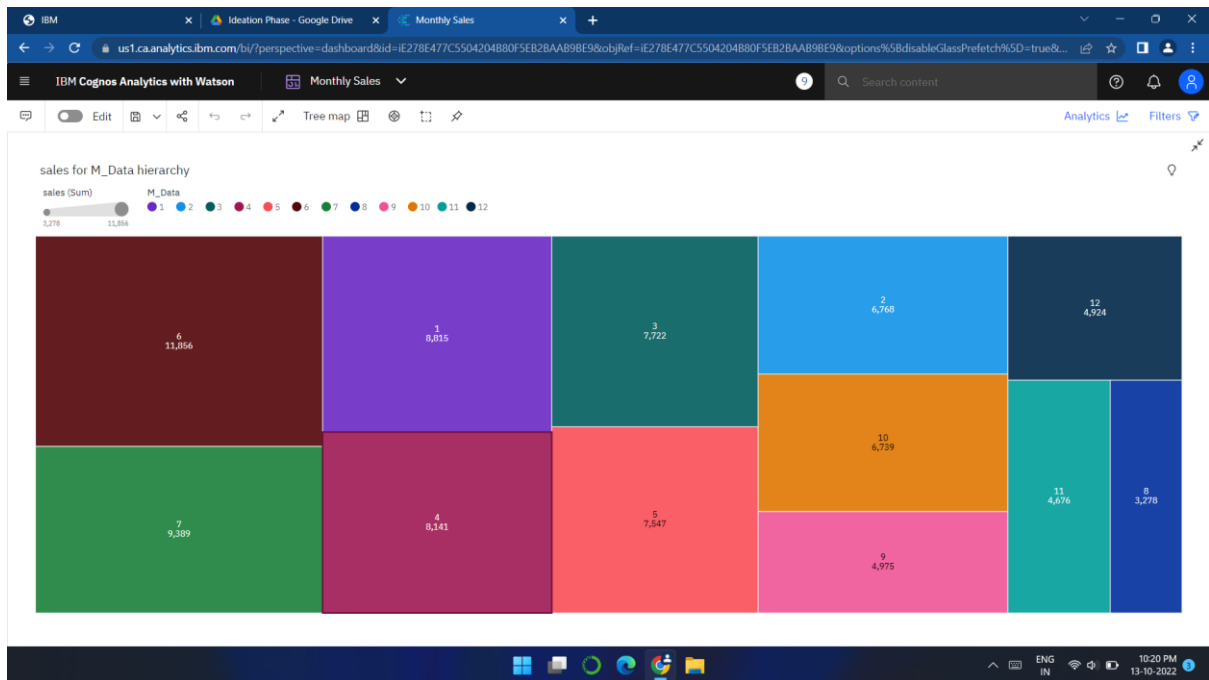 IBM
Ideation Phase - Google Drive
Monthly Sales
us1.ca.analytics.ibm.com/bi/?perspective=dashboard&id=iE278E477C5504204B80F5EB2BAAB9BE9&objRef=iE278E477C5504204B80F5EB2BAAB9BE9&options%5BdisableGlassPrefetch%5D=true&...
IBM Cognos Analytics with Watson
Monthly Sales
9
Search content
Edit
Tree map
Analytics
Filters
sales for M_Data hierarchy
sales (Sum)
3,278
11,856
M_Data
1 2 3 4 5 6 7 8 9 10 11 12
6
11,856
1
8,815
3
7,722
2
6,768
12
4,924
7
9,389
4
8,141
5
7,547
10
6,739
9
4,975
11
4,676
8
3,278
ENG
IN
10:20 PM
13-10-2022
3